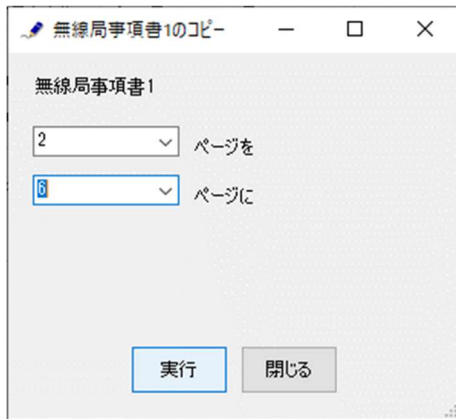 無線局事項書1のコピー
無線局事項書1
2 ページを
6 ページに
実行 閉じる